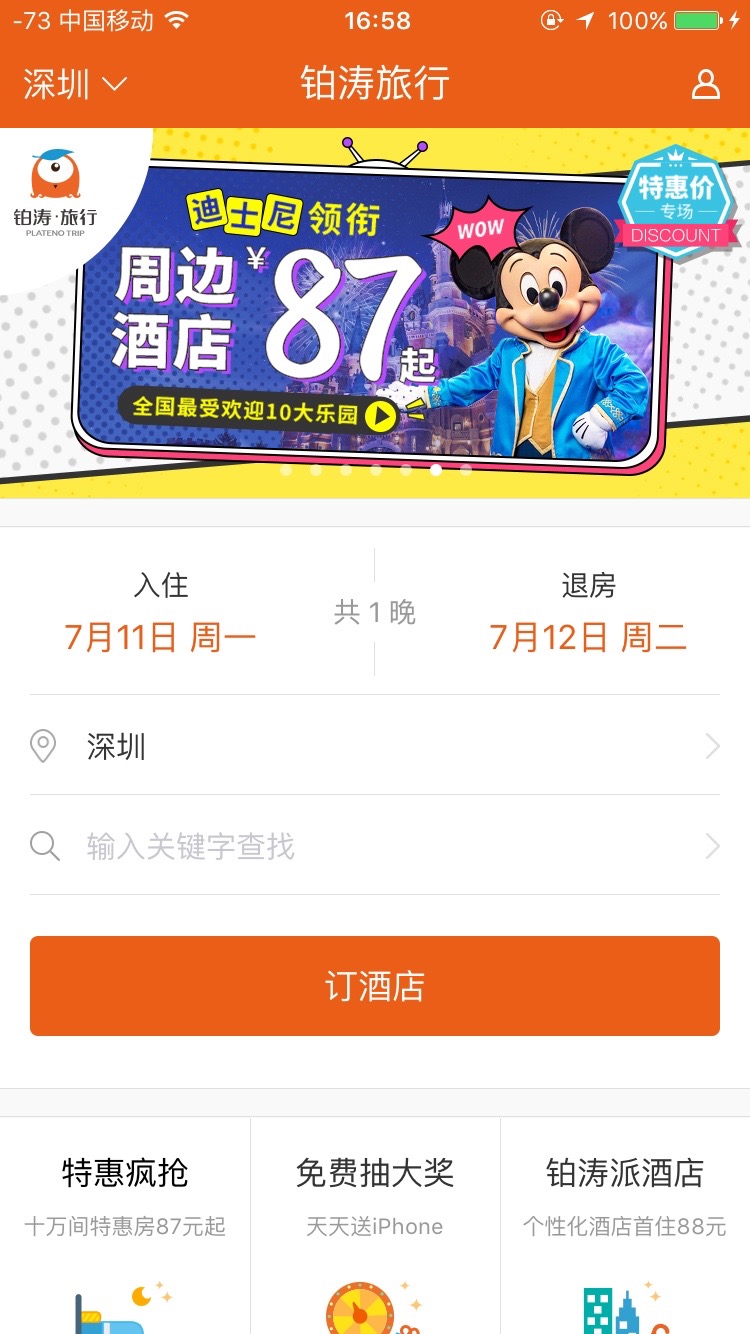 -73 中国移动
16:58
100%
深圳
铂涛旅行
铂涛·旅行
PLATENO TRIP
迪士尼领衔
周边
酒店
¥87起
全国最受欢迎10大乐园
WOW
特惠价
专场
DISCOUNT
入住
7月11日 周一
共1晚
退房
7月12日 周二
深圳
输入关键字查找
订酒店
特惠疯抢
十万间特惠房87元起
免费抽大奖
天天送iPhone
铂涛派酒店
个性化酒店首住88元